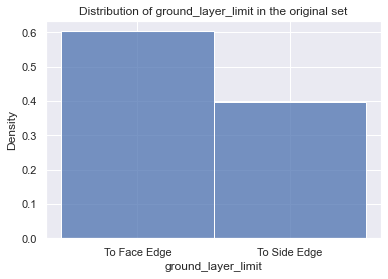 Distribution of ground_layer_limit in the original set
Density
0.6
0.5
0.4
0.3
0.2
0.1
0.0
To Face Edge
To Side Edge
ground_layer_limit